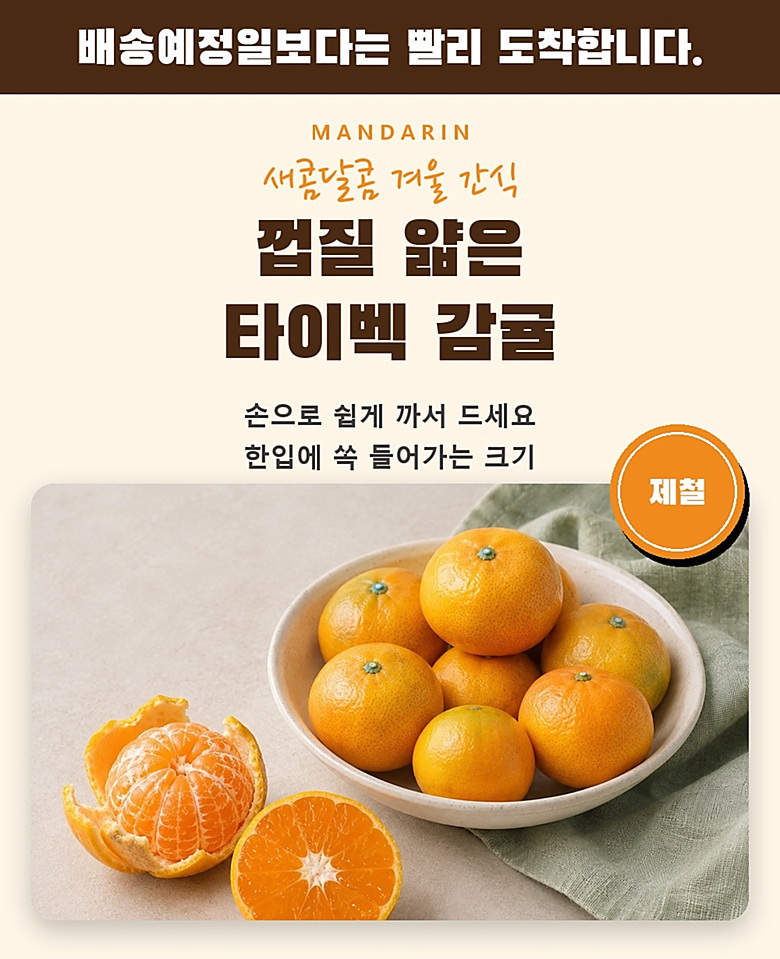 배송예정일보다는 빨리 도착합니다.
MANDARIN
새콤달콤 겨울 간식
껍질 얇은
타이벡 감귤
손으로 쉽게 까서 드세요
한입에 쏙 들어가는 크기
제철